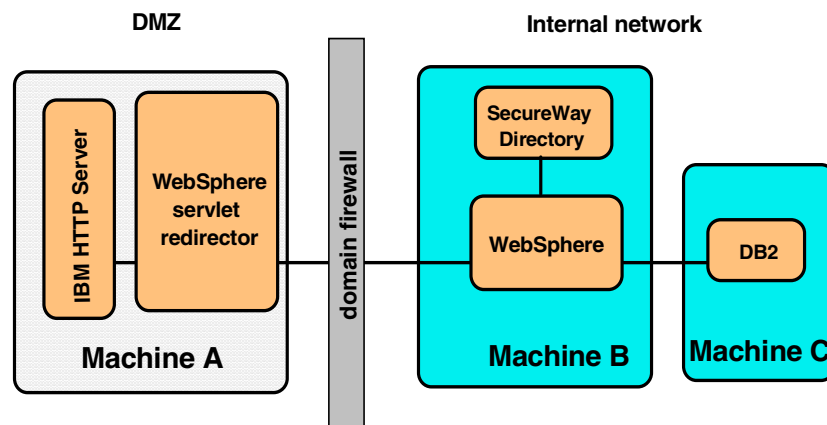 DMZ
Internal network
IBM HTTP Server
WebSphere
servlet
redirector
Machine A
domain firewall
SecureWay
Directory
WebSphere
Machine B
DB2
Machine C